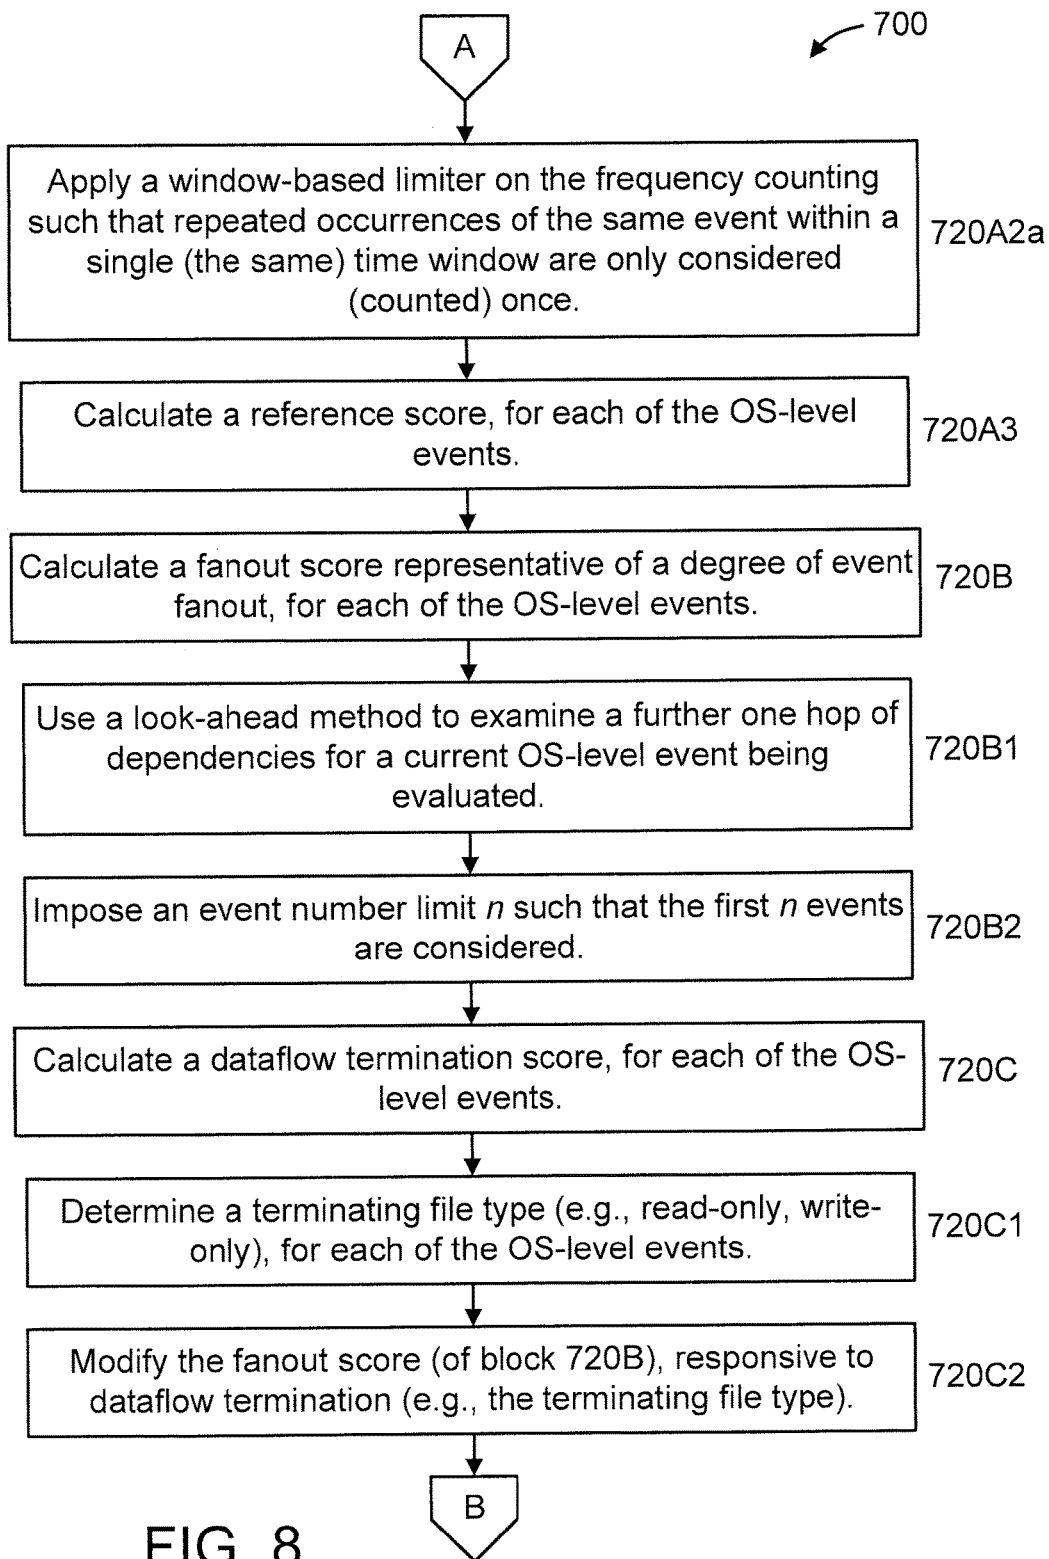 A
700
Apply a window-based limiter on the frequency counting
such that repeated occurrences of the same event within a
single (the same) time window are only considered
(counted) once.
720A2a
Calculate a reference score, for each of the OS-level
events.
720A3
Calculate a fanout score representative of a degree of event
fanout, for each of the OS-level events.
720B
Use a look-ahead method to examine a further one hop of
dependencies for a current OS-level event being
evaluated.
720B1
Impose an event number limit n such that the first n events
are considered.
720B2
Calculate a dataflow termination score, for each of the OS-
level events.
720C
Determine a terminating file type (e.g., read-only, write-
only), for each of the OS-level events.
720C1
Modify the fanout score (of block 720B), responsive to
dataflow termination (e.g., the terminating file type).
720C2
B
FIG. 8